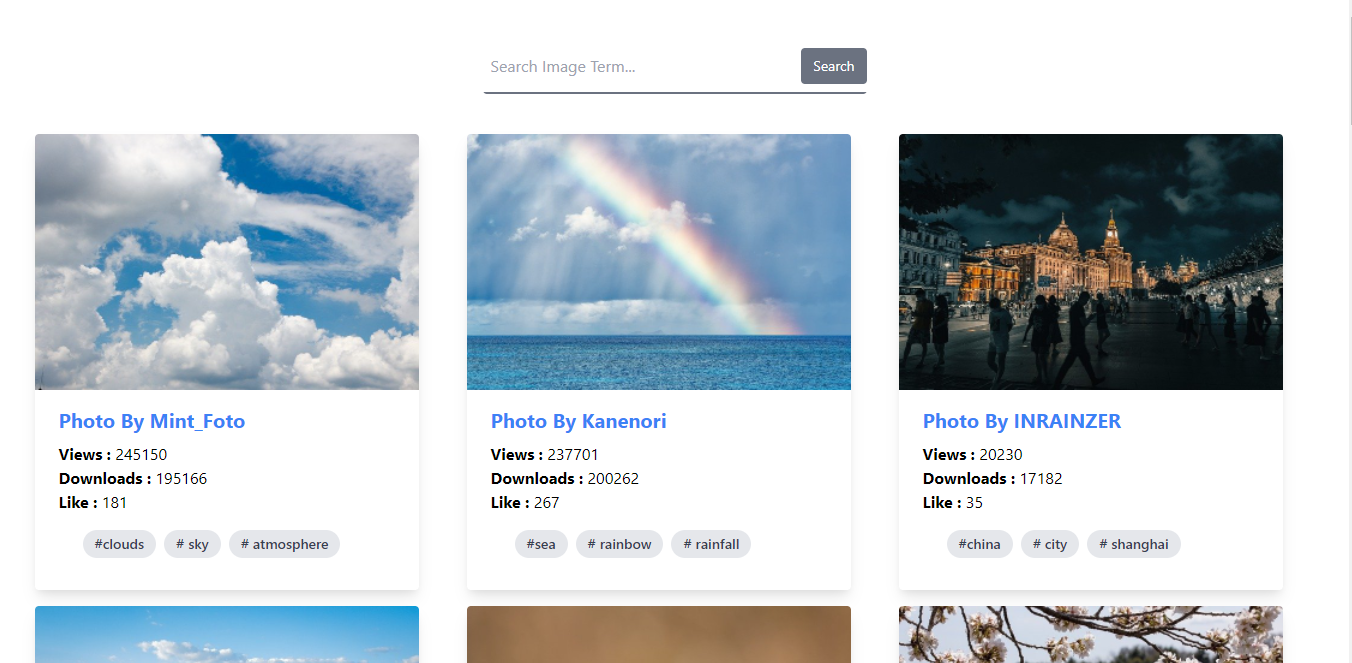 Search Image Term...
Search
Photo By Mint_Foto
Views : 245150
Downloads : 195166
Like : 181
#clouds # sky # atmosphere
Photo By Kanenori
Views : 237701
Downloads : 200262
Like : 267
#sea # rainbow # rainfall
Photo By INRAINZER
Views : 20230
Downloads : 17182
Like : 35
#china # city # shanghai